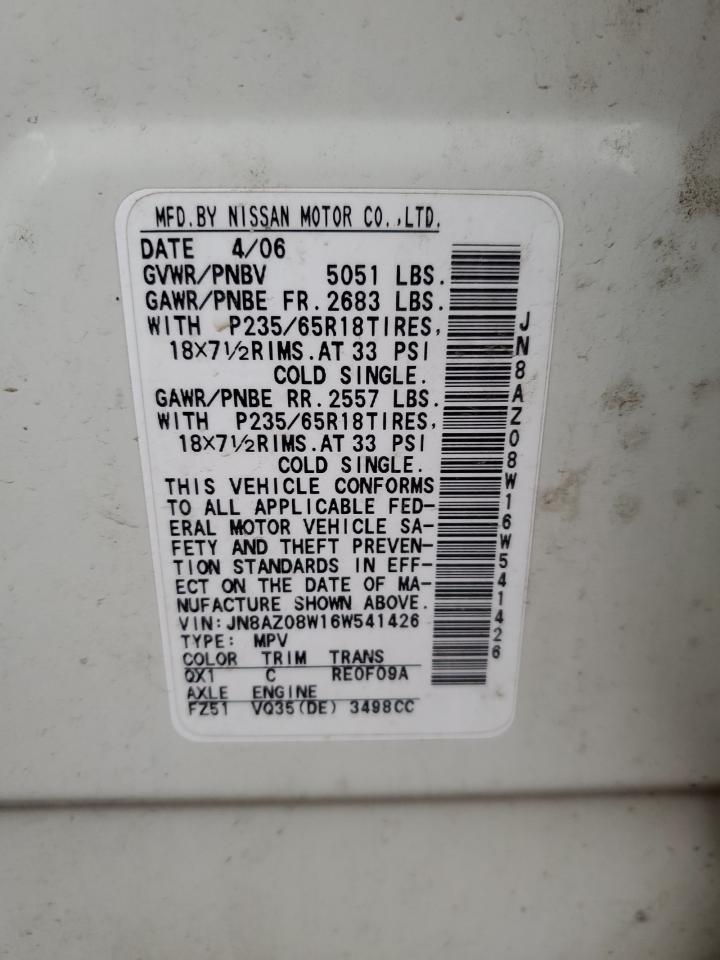 MFD.BY NISSAN MOTOR CO.,LTD.
DATE 4/06
GVWR/PNBV 5051 LBS.
GAWR/PNBE FR. 2683 LBS.
WITH P235/65R18TIRES,
18×7½RIMS.AT 33 PSI
COLD SINGLE.
GAWR/PNBE RR. 2557 LBS.
WITH P235/65R18TIRES,
18×7½RIMS.AT 33 PSI
COLD SINGLE.
THIS VEHICLE CONFORMS
TO ALL APPLICABLE FED-
ERAL MOTOR VEHICLE SA-
FETY AND THEFT PREVEN-
TION STANDARDS IN EFF-
ECT ON THE DATE OF MA-
NUFACTURE SHOWN ABOVE.
VIN:JN8AZ08W16W541426
TYPE: MPV
COLOR TRIM TRANS
QX1 C RE0F09A
AXLE ENGINE
FZ51 VQ35(DE) 3498CC
JN8AZ08W16W541426